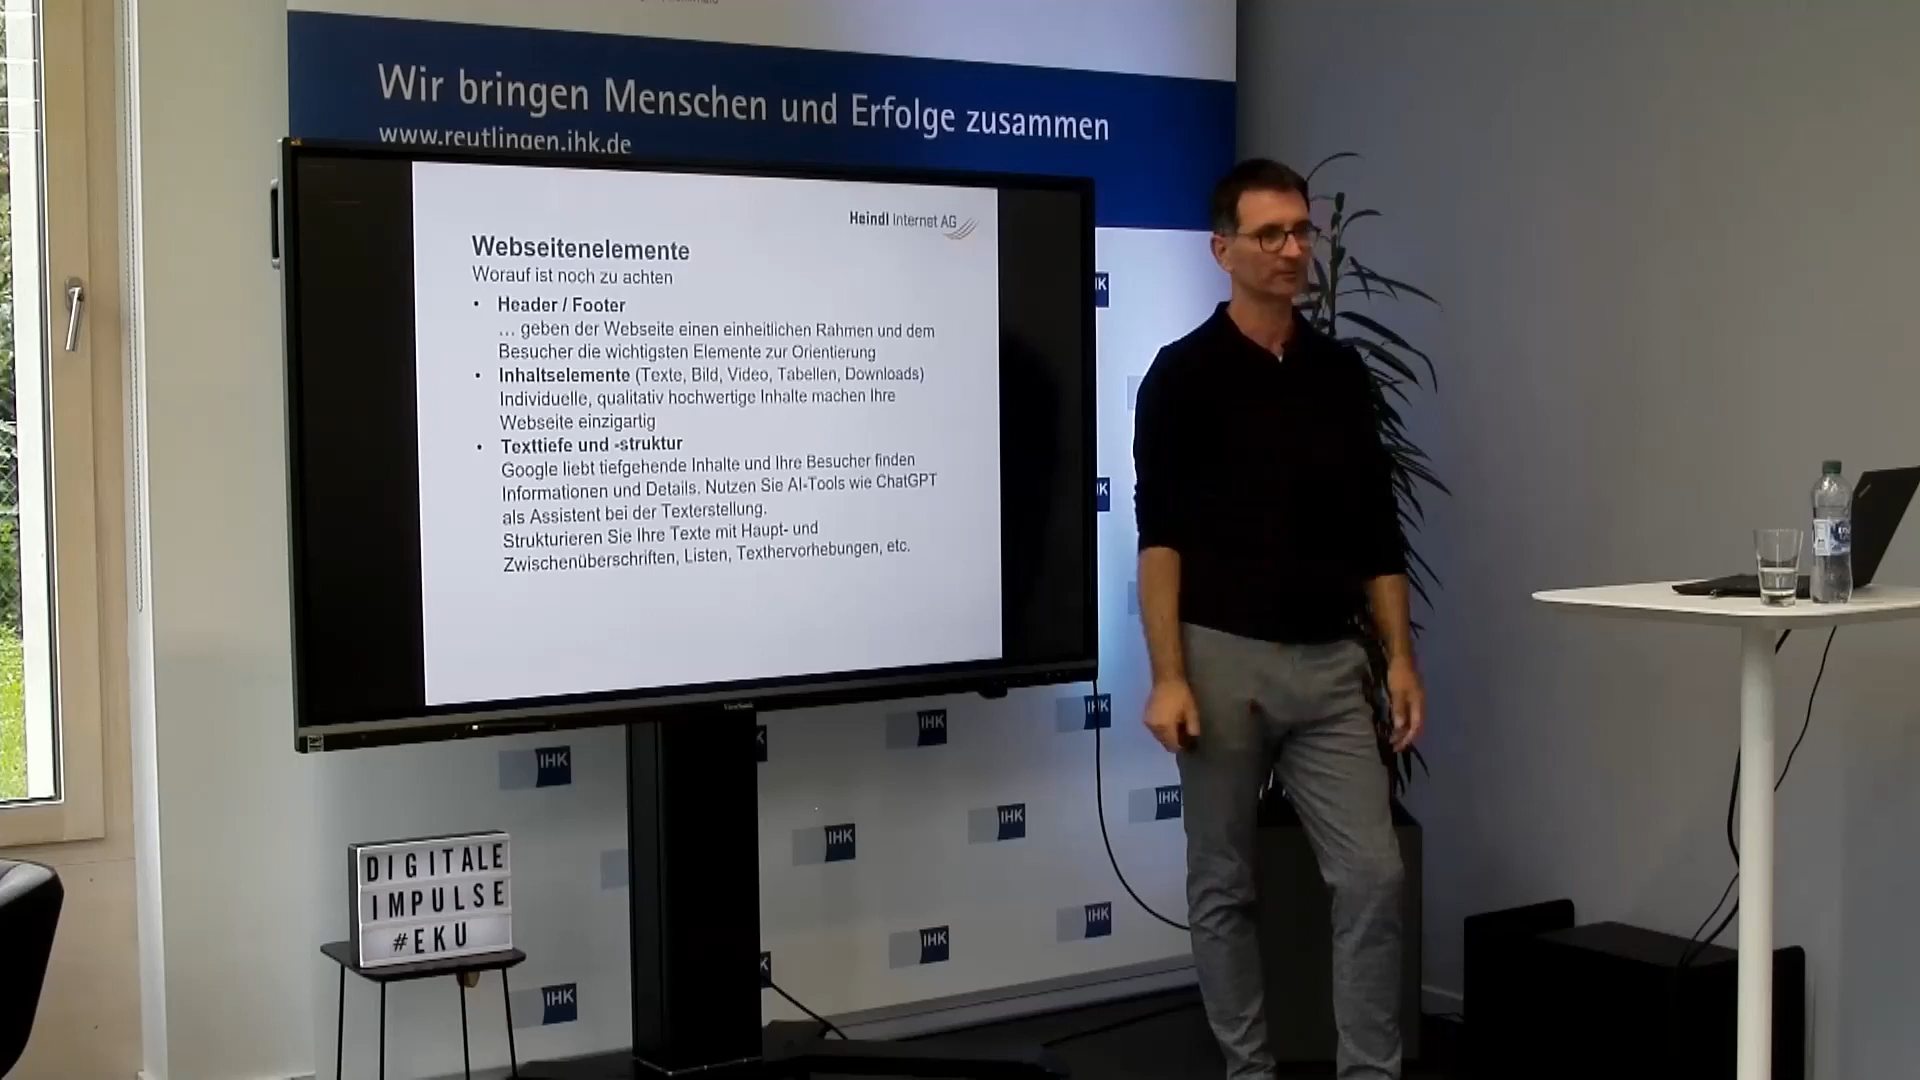 Wir bringen Menschen und Erfolge zusammen
www.reutlingen.ihk.de
Heindl Internet AG
Webseitenelemente
Worauf ist noch zu achten
• Header / Footer
… geben der Webseite einen einheitlichen Rahmen und dem
Besucher die wichtigsten Elemente zur Orientierung
• Inhaltselemente (Texte, Bild, Video, Tabellen, Downloads)
Individuelle, qualitativ hochwertige Inhalte machen Ihre
Webseite einzigartig
• Texttiefe und -struktur
Google liebt tiefgehende Inhalte und Ihre Besucher finden
Informationen und Details. Nutzen Sie AI-Tools wie ChatGPT
als Assistent bei der Texterstellung.
Strukturieren Sie Ihre Texte mit Haupt- und
Zwischenüberschriften, Listen, Texthervorhebungen, etc.
ViewSonic
IHK
IHK
IHK
IHK
IHK
IHK
IHK
IHK
IHK
DIGITALE
IMPULSE
#EKU